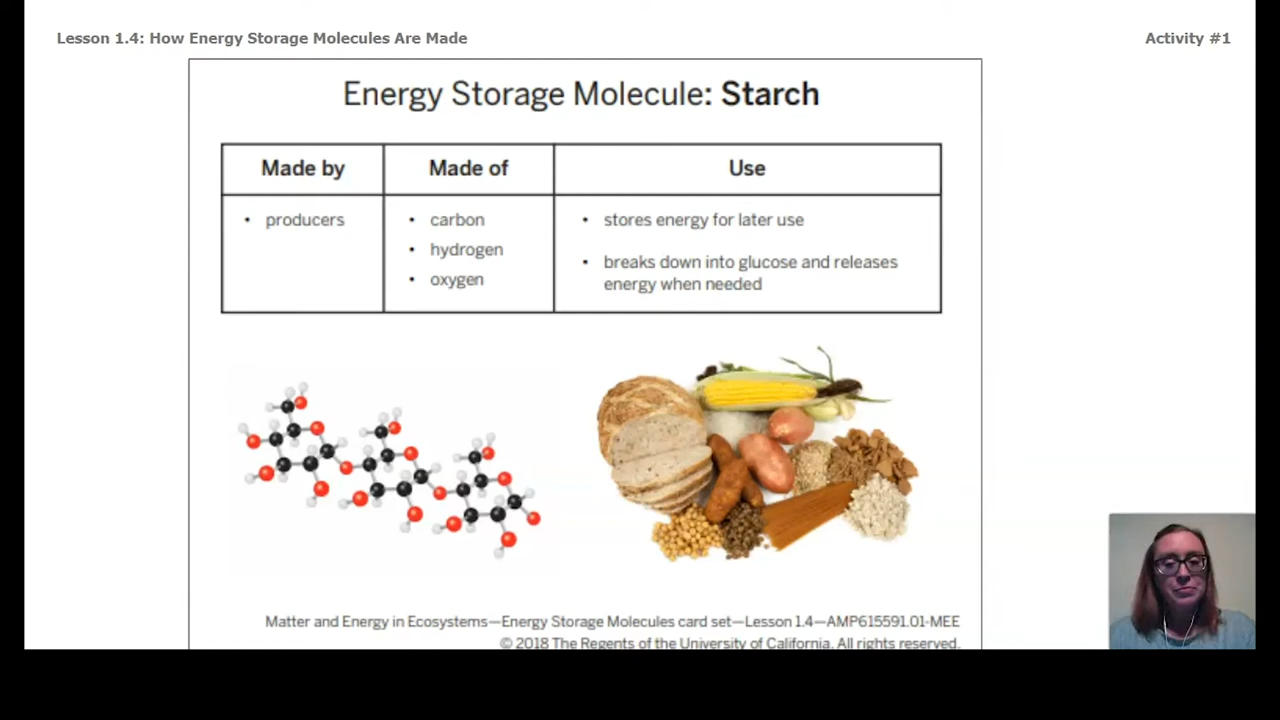 Lesson 1.4: How Energy Storage Molecules Are Made
Activity #1
Energy Storage Molecule: Starch
Made by
Made of
Use
• producers
• carbon
• hydrogen
• oxygen
• stores energy for later use
• breaks down into glucose and releases
energy when needed
Matter and Energy in Ecosystems—Energy Storage Molecules card set—Lesson 1.4—AMP615591.01-MEE
© 2018 The Regents of the University of California. All rights reserved.